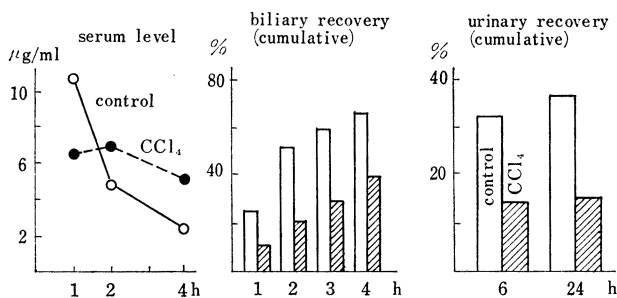 serum level
μg/ml
10
6
2
control
CCl₄
1 2 4 h
biliary recovery
(cumulative)
%
80
40
1 2 3 4 h
urinary recovery
(cumulative)
%
40
20
control
CCl₄
6 24 h